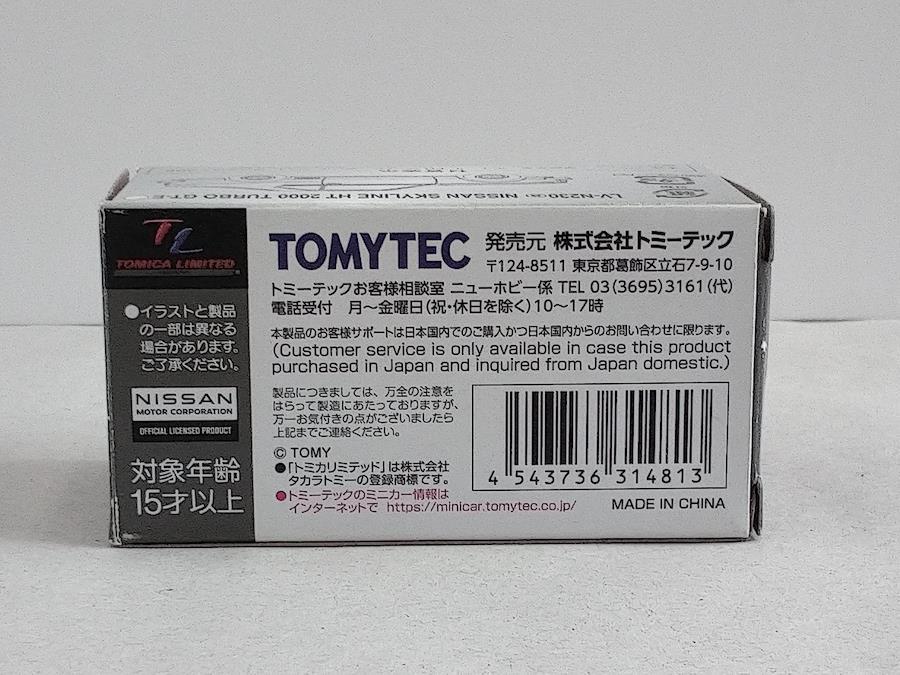 LV-N230a NISSAN SKYLINE HT 2000 TURBO GT-E
TL
TOMICA LIMITED
●イラストと製品
の一部は異なる
場合があります。
ご了承ください。
NISSAN
MOTOR CORPORATION
OFFICIAL LICENSED PRODUCT
対象年齢
15才以上
TOMYTEC 発売元 株式会社トミーテック
〒124-8511 東京都葛飾区立石7-9-10
トミーテックお客様相談室 ニューホビー係 TEL 03(3695)3161(代)
電話受付 月～金曜日(祝・休日を除く)10～17時
本製品のお客様サポートは日本国内でのご購入かつ日本国内からのお問い合わせに限ります。
(Customer service is only available in case this product
purchased in Japan and inquired from Japan domestic.)
製品につきましては、万全の注意を
はらって製造にあたっておりますが、
万一お気付きの点がございましたら
上記までご連絡ください。
© TOMY
●「トミカリミテッド」は株式会社
タカラトミーの登録商標です。
●トミーテックのミニカー情報は
インターネットで https://minicar.tomytec.co.jp/
4 543736 314813
MADE IN CHINA